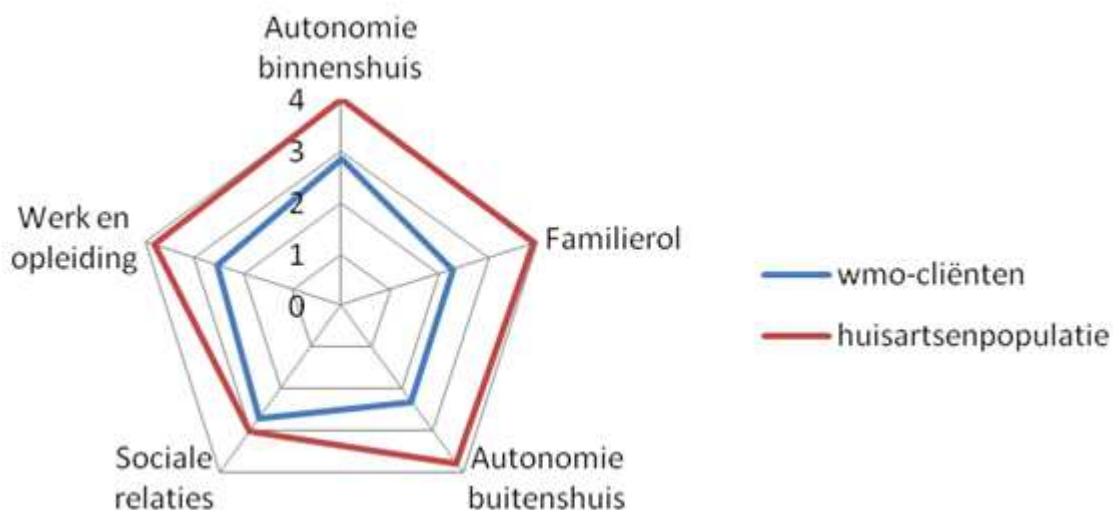 Autonomie
binnenshuis
4
3
2
1
0
Familierol
Autonomie
buitenshuis
Sociale
relaties
Werk en
opleiding
wmo-cliënten
huisartsenpopulatie